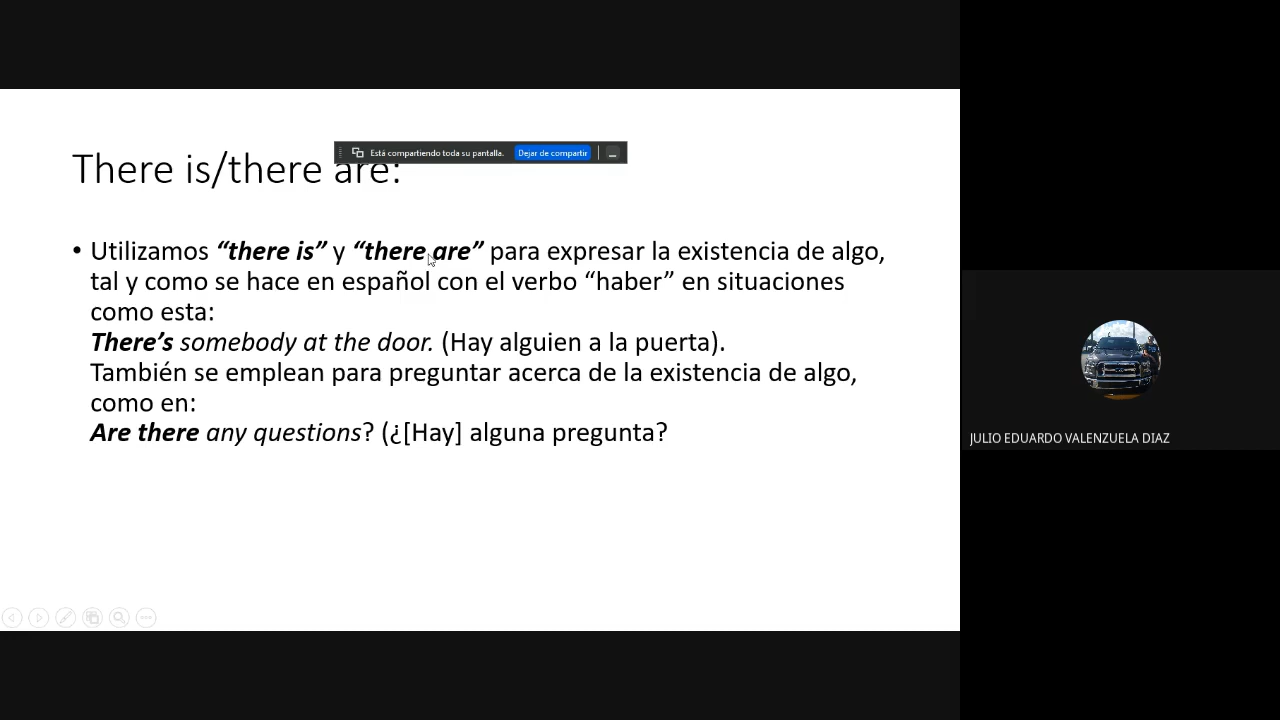 Está compartiendo toda su pantalla. Dejar de compartir
There is/there are:
• Utilizamos “there is” y “there are” para expresar la existencia de algo,
tal y como se hace en español con el verbo “haber” en situaciones
como esta:
There’s somebody at the door. (Hay alguien a la puerta).
También se emplean para preguntar acerca de la existencia de algo,
como en:
Are there any questions? (¿[Hay] alguna pregunta?
JULIO EDUARDO VALENZUELA DIAZ